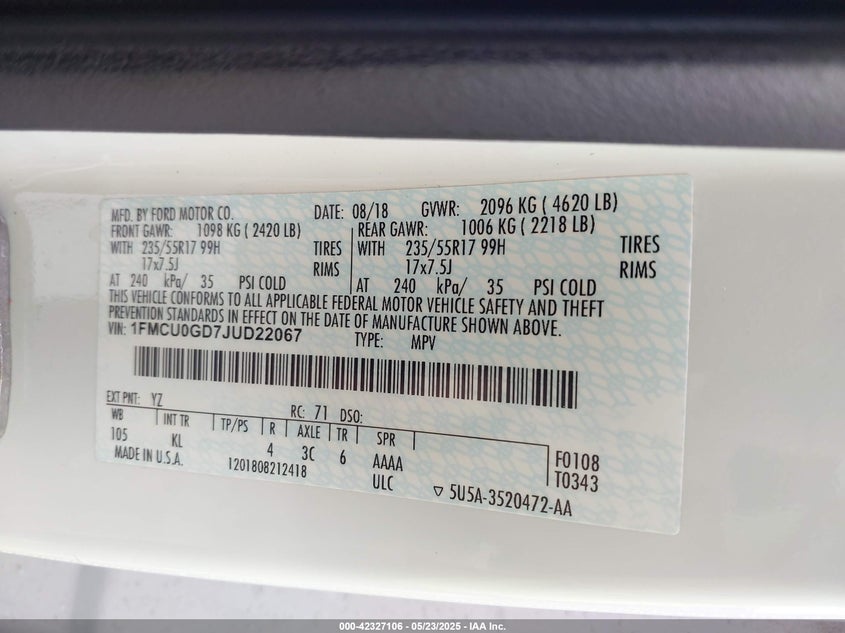 MFD. BY FORD MOTOR CO. DATE: 08/18 GVWR: 2096 KG ( 4620 LB)
FRONT GAWR: 1098 KG ( 2420 LB) REAR GAWR: 1006 KG ( 2218 LB)
WITH 235/55R17 99H TIRES WITH 235/55R17 99H TIRES
17x7.5J RIMS 17x7.5J RIMS
AT 240 kPa/ 35 PSI COLD AT 240 kPa/ 35 PSI COLD
THIS VEHICLE CONFORMS TO ALL APPLICABLE FEDERAL MOTOR VEHICLE SAFETY AND THEFT
PREVENTION STANDARDS IN EFFECT ON THE DATE OF MANUFACTURE SHOWN ABOVE.
VIN: 1FMCU0GD7JUD22067 TYPE: MPV
EXT PNT: YZ RC: 71 DSO:
WB INT TR TP/PS R AXLE TR SPR
105 KL 4 3C 6 AAAA F0108
MADE IN U.S.A. 1201808212418 ULC T0343
▽ 5U5A-3520472-AA
000-42327106 - 05/23/2025 - IAA Inc.